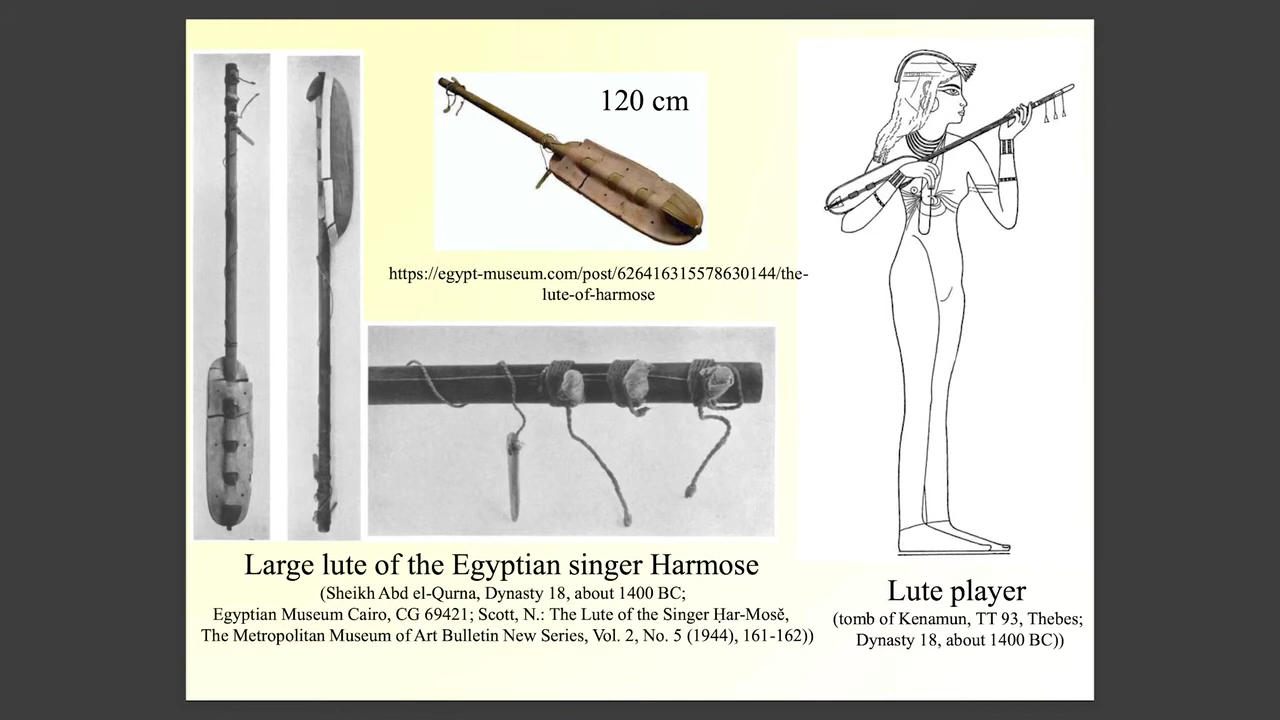 120 cm
https://egypt-museum.com/post/626416315578630144/the-
lute-of-harmose
Large lute of the Egyptian singer Harmose
(Sheikh Abd el-Qurna, Dynasty 18, about 1400 BC;
Egyptian Museum Cairo, CG 69421; Scott, N.: The Lute of the Singer Ḥar-Mosĕ,
The Metropolitan Museum of Art Bulletin New Series, Vol. 2, No. 5 (1944), 161-162))
Lute player
(tomb of Kenamun, TT 93, Thebes;
Dynasty 18, about 1400 BC))